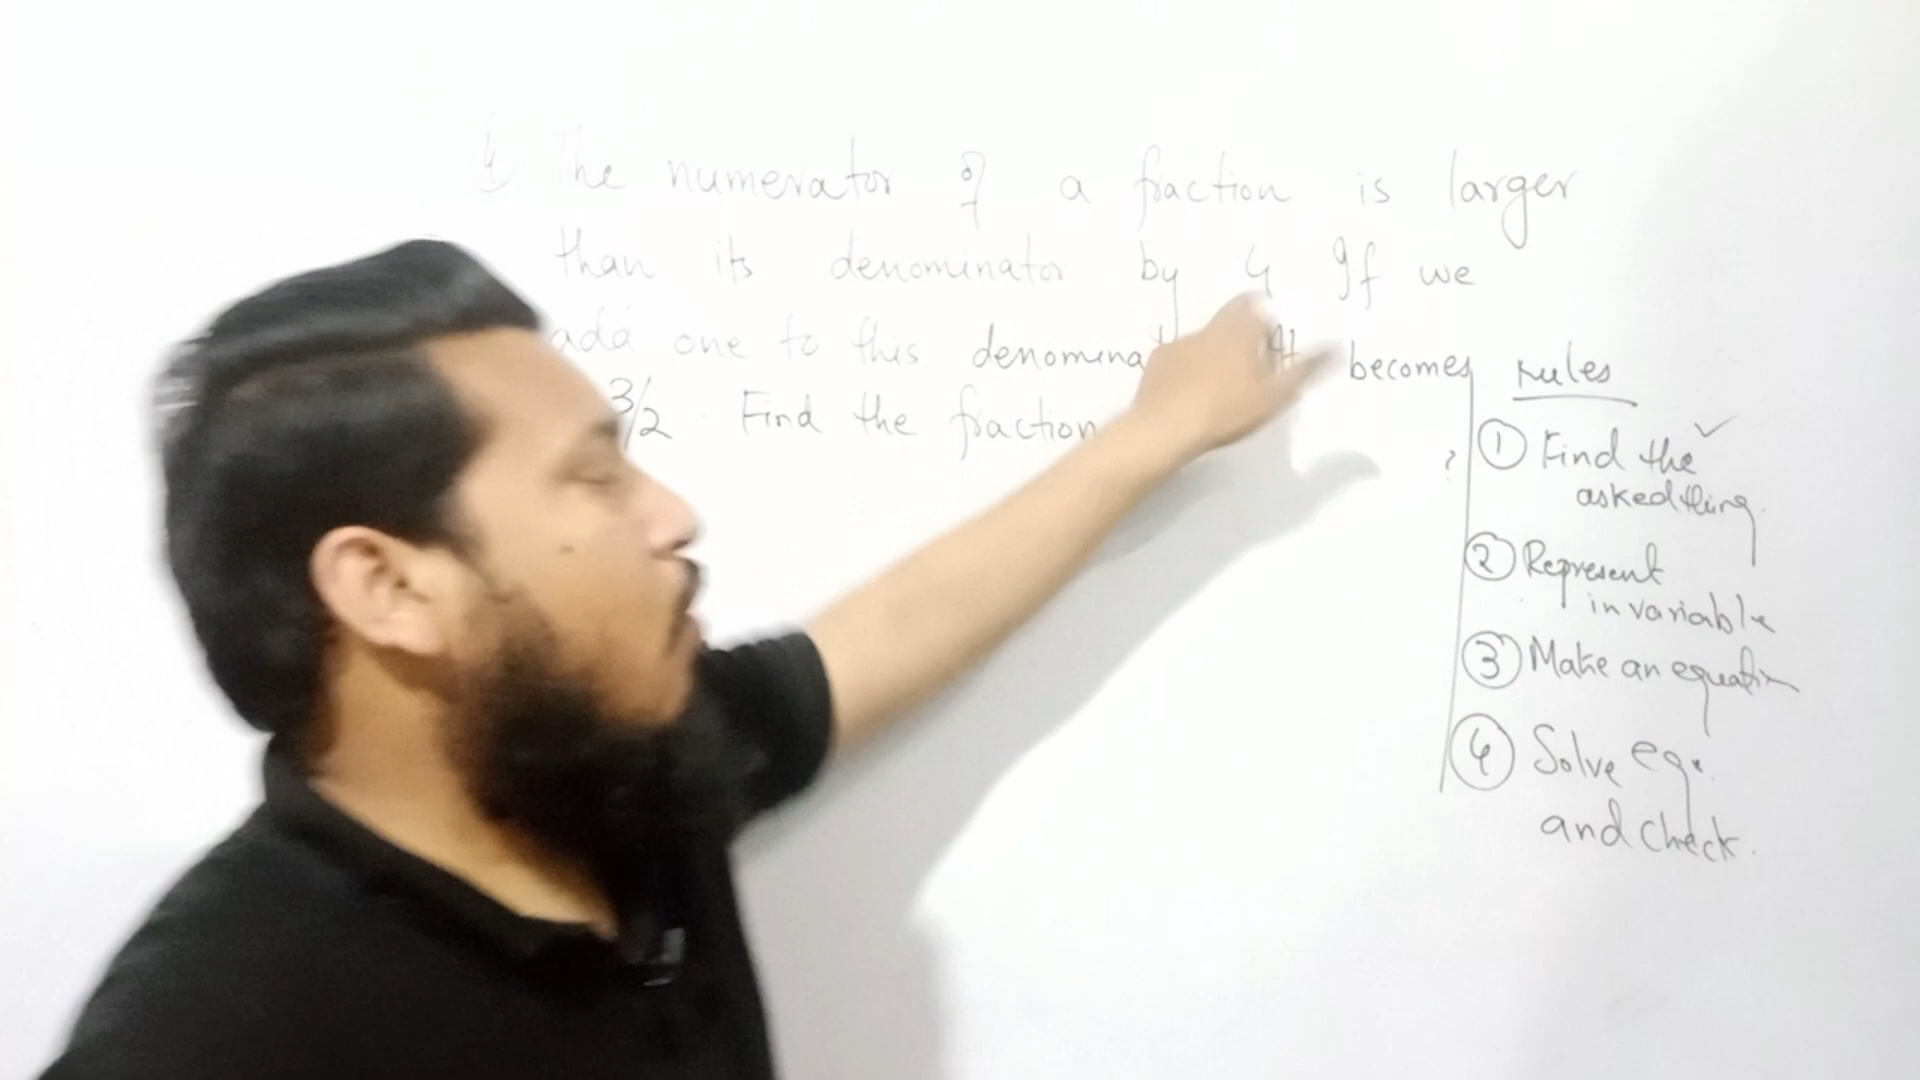 The numerator of a fraction is larger
than its denominator by 4 If we
add one to this denomina It becomes
3/2 . Find the fraction
?
rules
① Find the ✓
asked thing.
② Represent
in variable
③ Make an equation
④ Solve eqn.
and check.